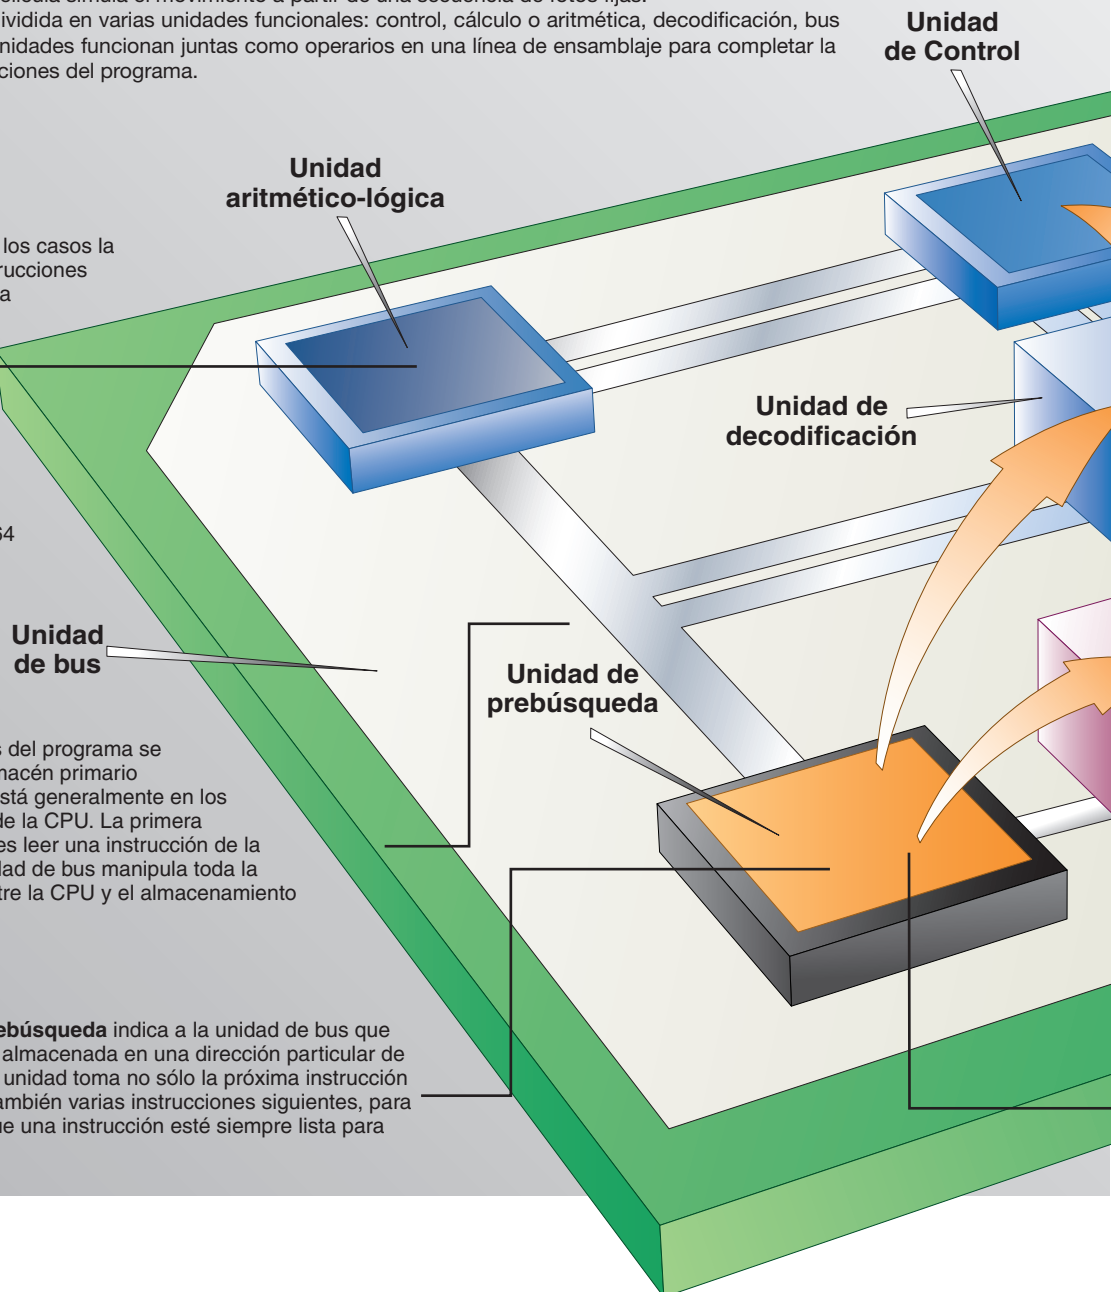 ividida en varias unidades funcionales: control, cálculo o aritmética, decodificación, bus
nidades funcionan juntas como operarios en una línea de ensamblaje para completar la
ciones del programa.
Unidad
de Control
Unidad
aritmético-lógica
los casos la
rucciones
a
Unidad de
decodificación
64
Unidad
de bus
Unidad de
prebúsqueda
s del programa se
macén primario
está generalmente en los
de la CPU. La primera
es leer una instrucción de la
dad de bus manipula toda la
tre la CPU y el almacenamiento
ebúsqueda indica a la unidad de bus que
almacenada en una dirección particular de
unidad toma no sólo la próxima instrucción
ambién varias instrucciones siguientes, para
ue una instrucción esté siempre lista para